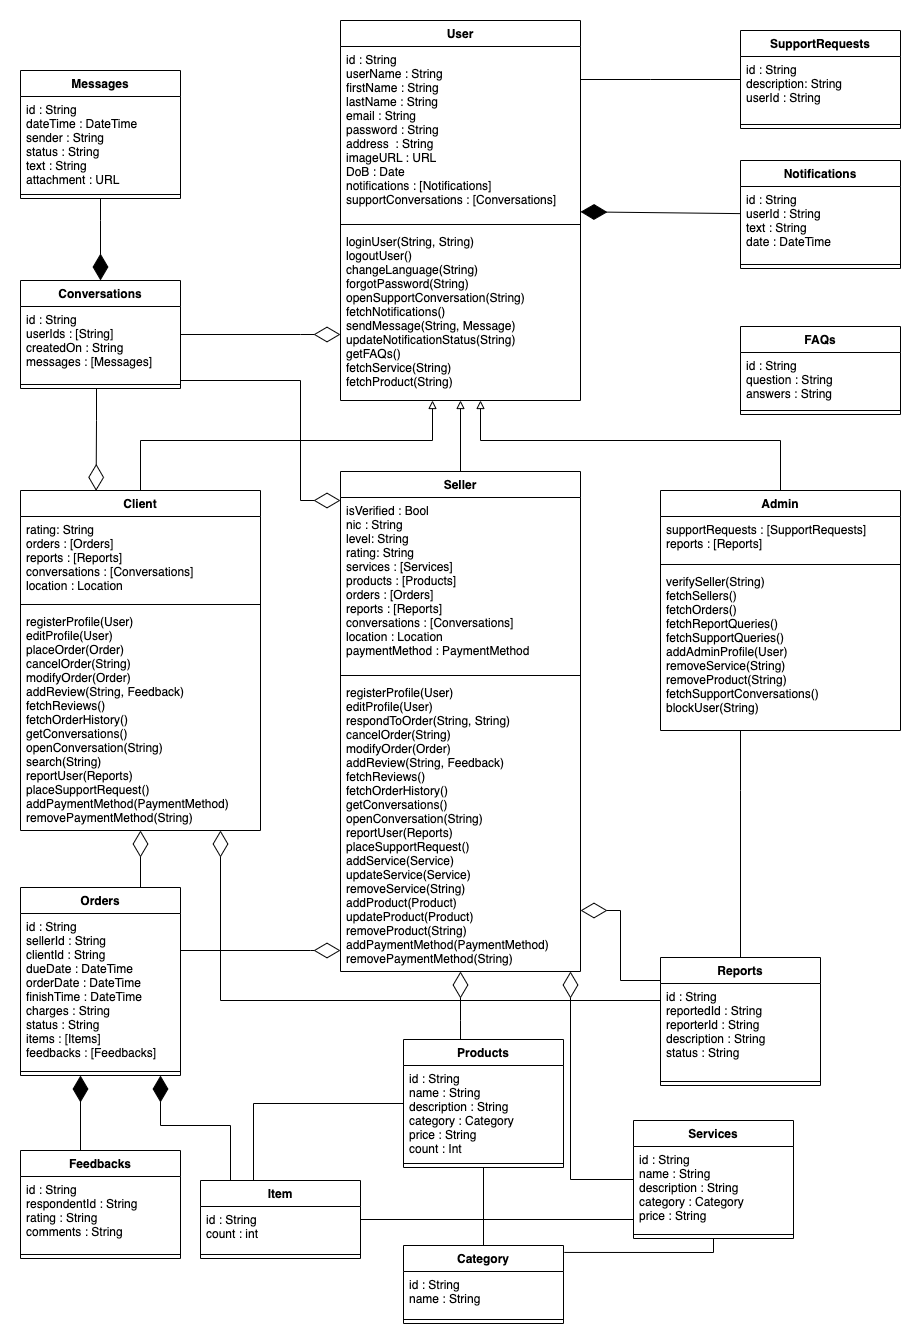 User
id : String
userName : String
firstName : String
lastName : String
email : String
password : String
address  : String
imageURL : URL
DoB : Date
notifications : [Notifications]
supportConversations : [Conversations]
loginUser(String, String)
logoutUser()
changeLanguage(String)
forgotPassword(String)
openSupportConversation(String)
fetchNotifications()
sendMessage(String, Message)
updateNotificationStatus(String)
getFAQs()
fetchService(String)
fetchProduct(String)
SupportRequests
id : String
description: String
userId : String
Messages
id : String
dateTime : DateTime
sender : String
status : String
text : String
attachment : URL
Notifications
id : String
userId : String
text : String
date : DateTime
Conversations
id : String
userIds : [String]
createdOn : String
messages : [Messages]
FAQs
id : String
question : String
answers : String
Client
rating: String
orders : [Orders]
reports : [Reports]
conversations : [Conversations]
location : Location
registerProfile(User)
editProfile(User)
placeOrder(Order)
cancelOrder(String)
modifyOrder(Order)
addReview(String, Feedback)
fetchReviews()
fetchOrderHistory()
getConversations()
openConversation(String)
search(String)
reportUser(Reports)
placeSupportRequest()
addPaymentMethod(PaymentMethod)
removePaymentMethod(String)
Seller
isVerified : Bool
nic : String
level: String
rating: String
services : [Services]
products : [Products]
orders : [Orders]
reports : [Reports]
conversations : [Conversations]
location : Location
paymentMethod : PaymentMethod
registerProfile(User)
editProfile(User)
respondToOrder(String, String)
cancelOrder(String)
modifyOrder(Order)
addReview(String, Feedback)
fetchReviews()
fetchOrderHistory()
getConversations()
openConversation(String)
reportUser(Reports)
placeSupportRequest()
addService(Service)
updateService(Service)
removeService(String)
addProduct(Product)
updateProduct(Product)
removeProduct(String)
addPaymentMethod(PaymentMethod)
removePaymentMethod(String)
Admin
supportRequests : [SupportRequests]
reports : [Reports]
verifySeller(String)
fetchSellers()
fetchOrders()
fetchReportQueries()
fetchSupportQueries()
addAdminProfile(User)
removeService(String)
removeProduct(String)
fetchSupportConversations()
blockUser(String)
Orders
id : String
sellerId : String
clientId : String
dueDate : DateTime
orderDate : DateTime
finishTime : DateTime
charges : String
status : String
items : [Items]
feedbacks : [Feedbacks]
Reports
id : String
reportedId : String
reporterId : String
description : String
status : String
Products
id : String
name : String
description : String
category : Category
price : String
count : Int
Services
id : String
name : String
description : String
category : Category
price : String
Feedbacks
id : String
respondentId : String
rating : String
comments : String
Item
id : String
count : int
Category
id : String
name : String